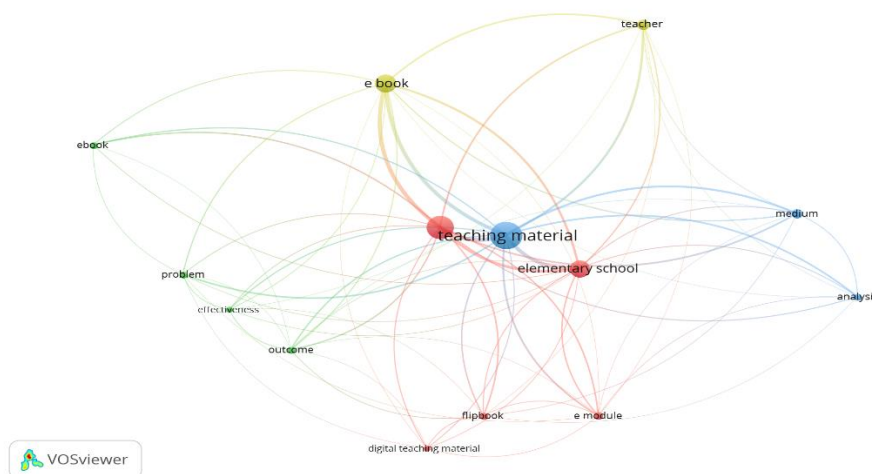 teacher
e book
ebook
medium
teaching material
elementary school
problem
analysi
effectiveness
outcome
flipbook
e module
digital teaching material
VOSviewer